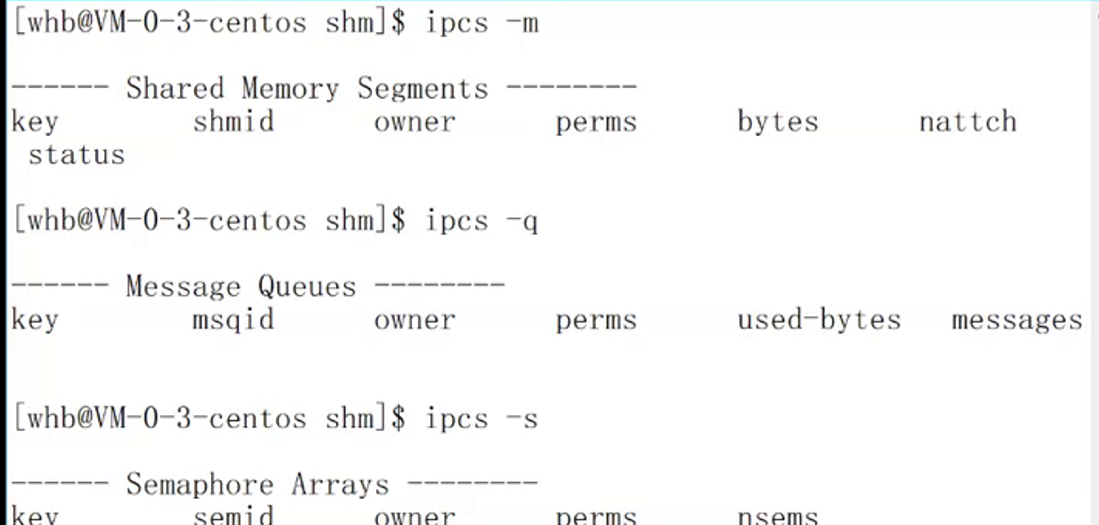 [whb@VM-0-3-centos shm]$ ipcs -m
------ Shared Memory Segments --------
key shmid owner perms bytes nattch
status
[whb@VM-0-3-centos shm]$ ipcs -q
------ Message Queues --------
key msqid owner perms used-bytes messages
[whb@VM-0-3-centos shm]$ ipcs -s
------ Semaphore Arrays --------
key semid owner perms nsems